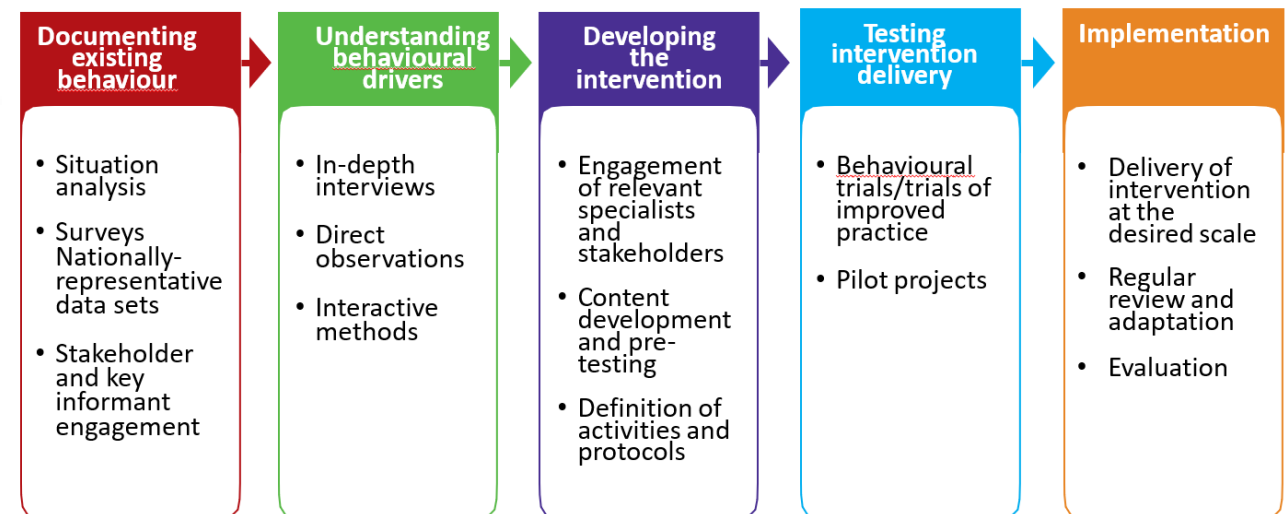 Documenting
existing
behaviour
• Situation
analysis
• Surveys
Nationally-
representative
data sets
• Stakeholder
and key
informant
engagement
Understanding
behavioural
drivers
• In-depth
interviews
• Direct
observations
• Interactive
methods
Developing
the
intervention
• Engagement
of relevant
specialists
and
stakeholders
• Content
development
and pre-
testing
• Definition of
activities and
protocols
Testing
intervention
delivery
• Behavioural
trials/trials of
improved
practice
• Pilot projects
Implementation
• Delivery of
intervention
at the
desired scale
• Regular
review and
adaptation
• Evaluation